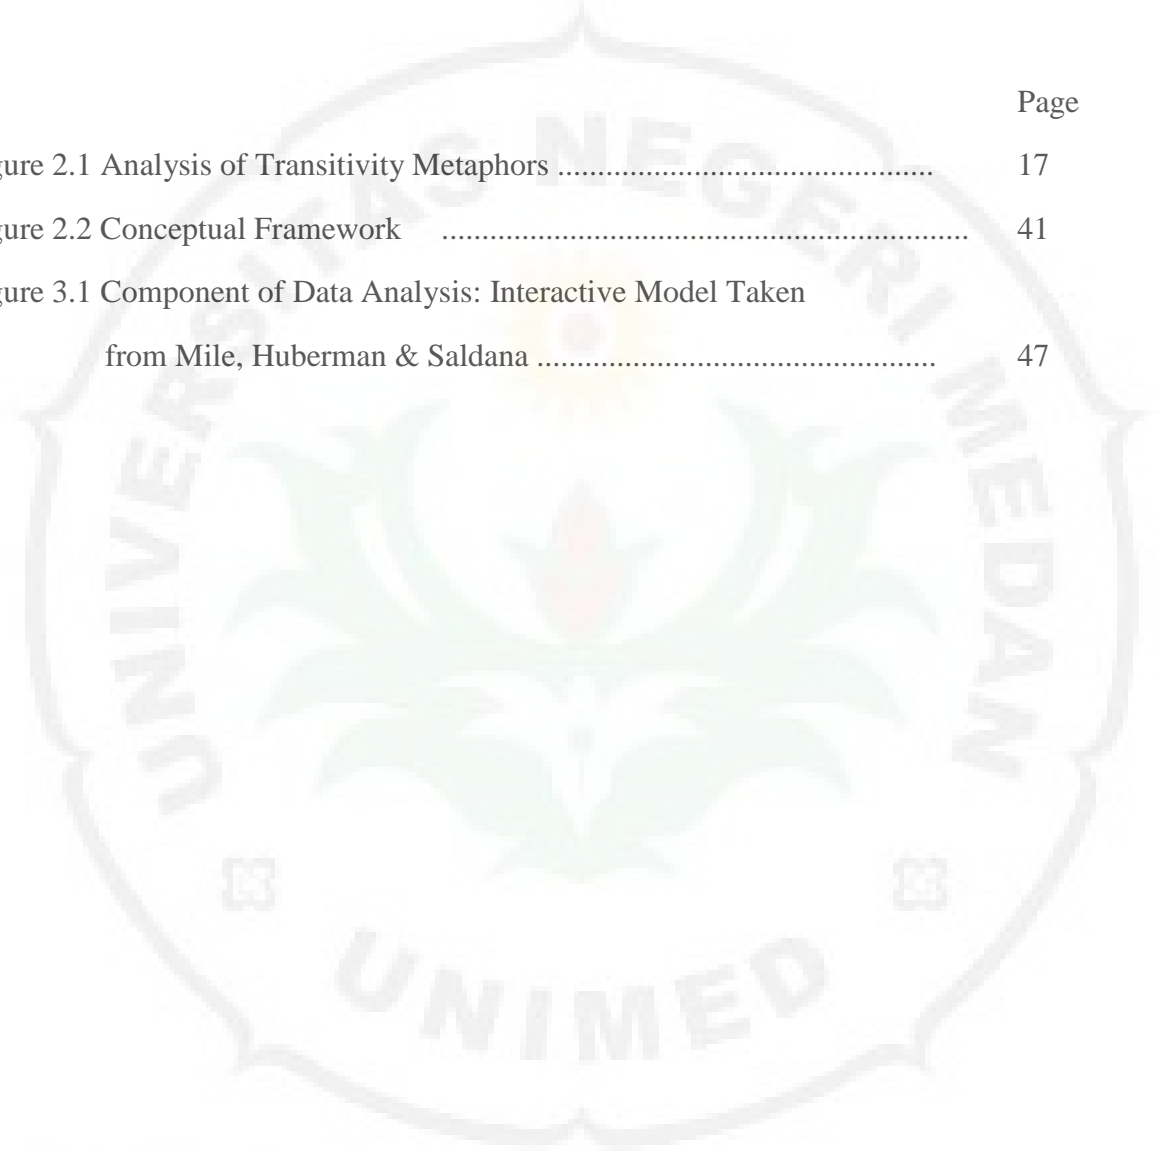 Page
gure 2.1 Analysis of Transitivity Metaphors ............................................... 17
gure 2.2 Conceptual Framework .................................................................. 41
gure 3.1 Component of Data Analysis: Interactive Model Taken
from Mile, Huberman & Saldana .................................................. 47
UNIVERSITAS NEGERI MEDAN
UNIMED